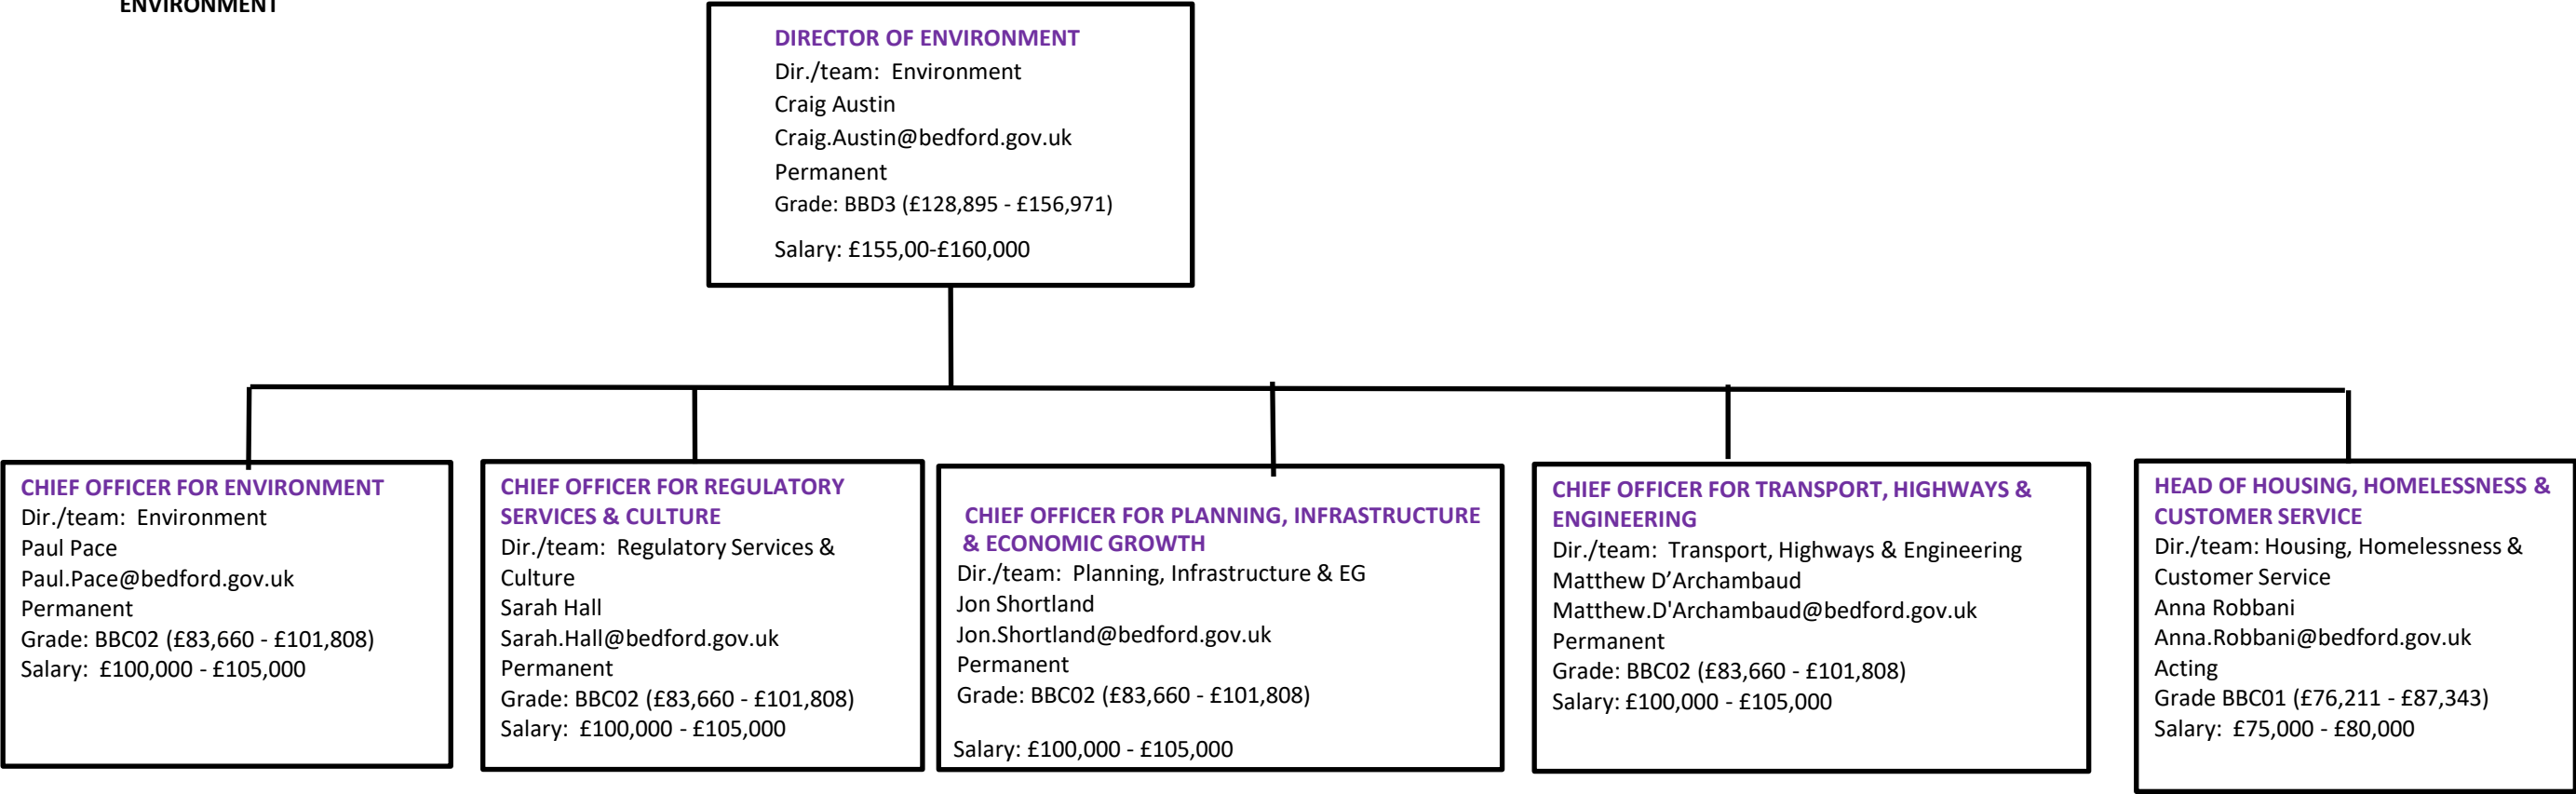 ENVIRONMENT
DIRECTOR OF ENVIRONMENT
Dir./team: Environment
Craig Austin
Craig.Austin@bedford.gov.uk
Permanent
Grade: BBD3 (£128,895 - £156,971)
Salary: £155,00-£160,000
CHIEF OFFICER FOR ENVIRONMENT
Dir./team: Environment
Paul Pace
Paul.Pace@bedford.gov.uk
Permanent
Grade: BBC02 (£83,660 - £101,808)
Salary: £100,000 - £105,000
CHIEF OFFICER FOR REGULATORY
SERVICES & CULTURE
Dir./team: Regulatory Services &
Culture
Sarah Hall
Sarah.Hall@bedford.gov.uk
Permanent
Grade: BBC02 (£83,660 - £101,808)
Salary: £100,000 - £105,000
CHIEF OFFICER FOR PLANNING, INFRASTRUCTURE
& ECONOMIC GROWTH
Dir./team: Planning, Infrastructure & EG
Jon Shortland
Jon.Shortland@bedford.gov.uk
Permanent
Grade: BBC02 (£83,660 - £101,808)
Salary: £100,000 - £105,000
CHIEF OFFICER FOR TRANSPORT, HIGHWAYS &
ENGINEERING
Dir./team: Transport, Highways & Engineering
Matthew D’Archambaud
Matthew.D'Archambaud@bedford.gov.uk
Permanent
Grade: BBC02 (£83,660 - £101,808)
Salary: £100,000 - £105,000
HEAD OF HOUSING, HOMELESSNESS &
CUSTOMER SERVICE
Dir./team: Housing, Homelessness &
Customer Service
Anna Robbani
Anna.Robbani@bedford.gov.uk
Acting
Grade BBC01 (£76,211 - £87,343)
Salary: £75,000 - £80,000